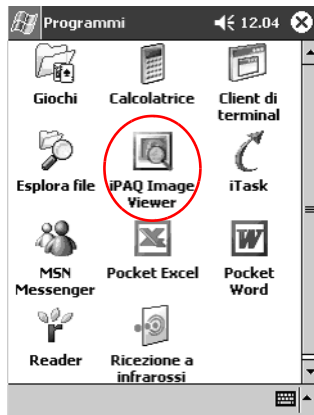 Programmi 12.04
Giochi Calcolatrice Client di
terminal
Esplora file iPAQ Image iTask
Viewer
MSN Pocket Excel Pocket
Messenger Word
Reader Ricezione a
infrarossi